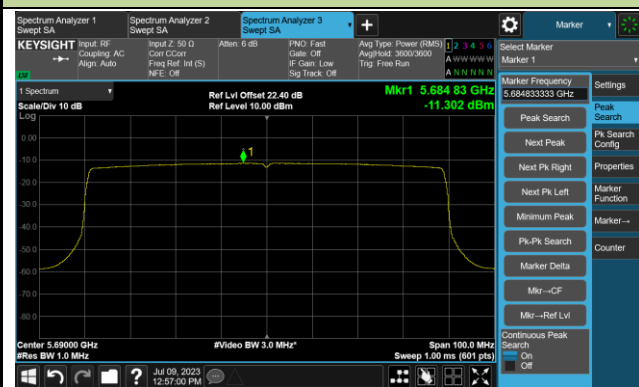 Spectrum Analyzer 1
Swept SA
Spectrum Analyzer 2
Swept SA
Spectrum Analyzer 3
Swept SA
Marker
KEYSIGHT
Input: RF
Coupling: AC
Align: Auto
Input Z: 50 Ω
Corr CCorr
Freq Ref: Int (S)
NFE: Off
Atten: 6 dB
PNO: Fast
Gate: Off
IF Gain: Low
Sig Track: Off
Avg Type: Power (RMS)
Avg|Hold: 3600/3600
Trig: Free Run
1 2 3 4 5 6
A W W W W W
A N N N N N
LXI
Select Marker
Marker 1
1 Spectrum
Scale/Div 10 dB
Log
Ref Lvl Offset 22.40 dB
Ref Level 10.00 dBm
Mkr1 5.684 83 GHz
-11.302 dBm
1
0.00
-10.0
-20.0
-30.0
-40.0
-50.0
-60.0
-70.0
-80.0
Center 5.69000 GHz
#Res BW 1.0 MHz
#Video BW 3.0 MHz*
Span 100.0 MHz
Sweep 1.00 ms (601 pts)
Marker Frequency
5.684833333 GHz
Peak Search
Next Peak
Next Pk Right
Next Pk Left
Minimum Peak
Pk-Pk Search
Marker Delta
Mkr→CF
Mkr→Ref Lvl
Continuous Peak
Search
On
Off
Settings
Peak
Search
Pk Search
Config
Properties
Marker
Function
Marker→
Counter
?
Jul 09, 2023
12:57:00 PM